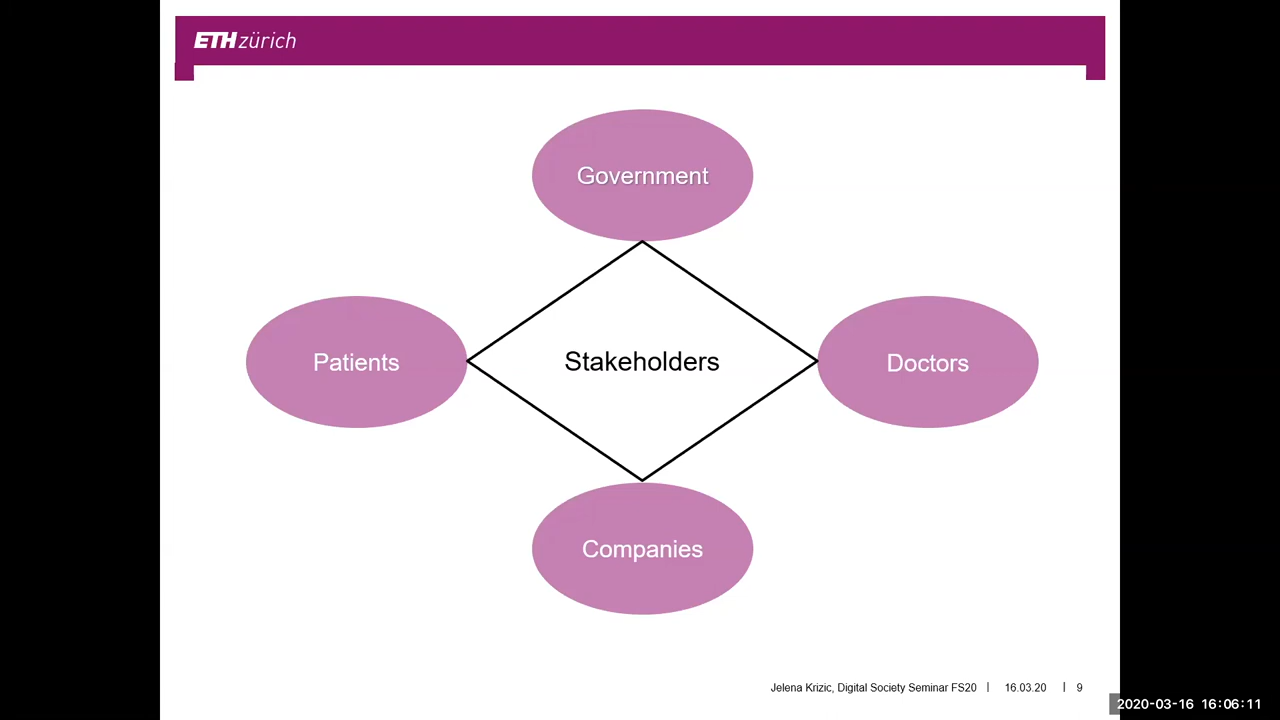 ETH zürich
Government
Patients
Stakeholders
Doctors
Companies
Jelena Krizic, Digital Society Seminar FS20 | 16.03.20 | 9
2020-03-16 16:06:11